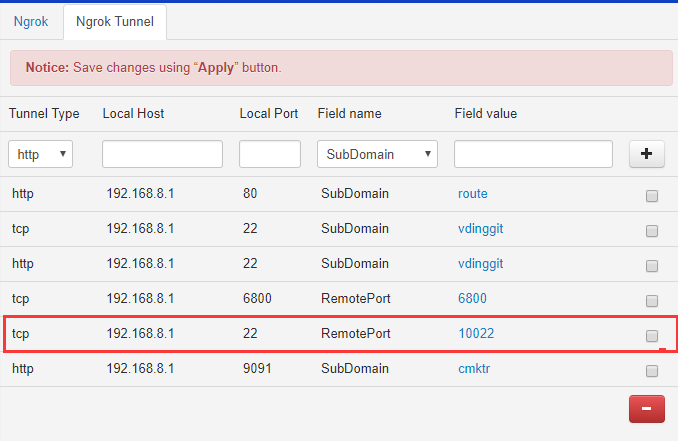 Ngrok Ngrok Tunnel
Notice: Save changes using “Apply” button.
Tunnel Type Local Host Local Port Field name Field value
http SubDomain
http 192.168.8.1 80 SubDomain route
tcp 192.168.8.1 22 SubDomain vdinggit
http 192.168.8.1 22 SubDomain vdinggit
tcp 192.168.8.1 6800 RemotePort 6800
tcp 192.168.8.1 22 RemotePort 10022
http 192.168.8.1 9091 SubDomain cmktr